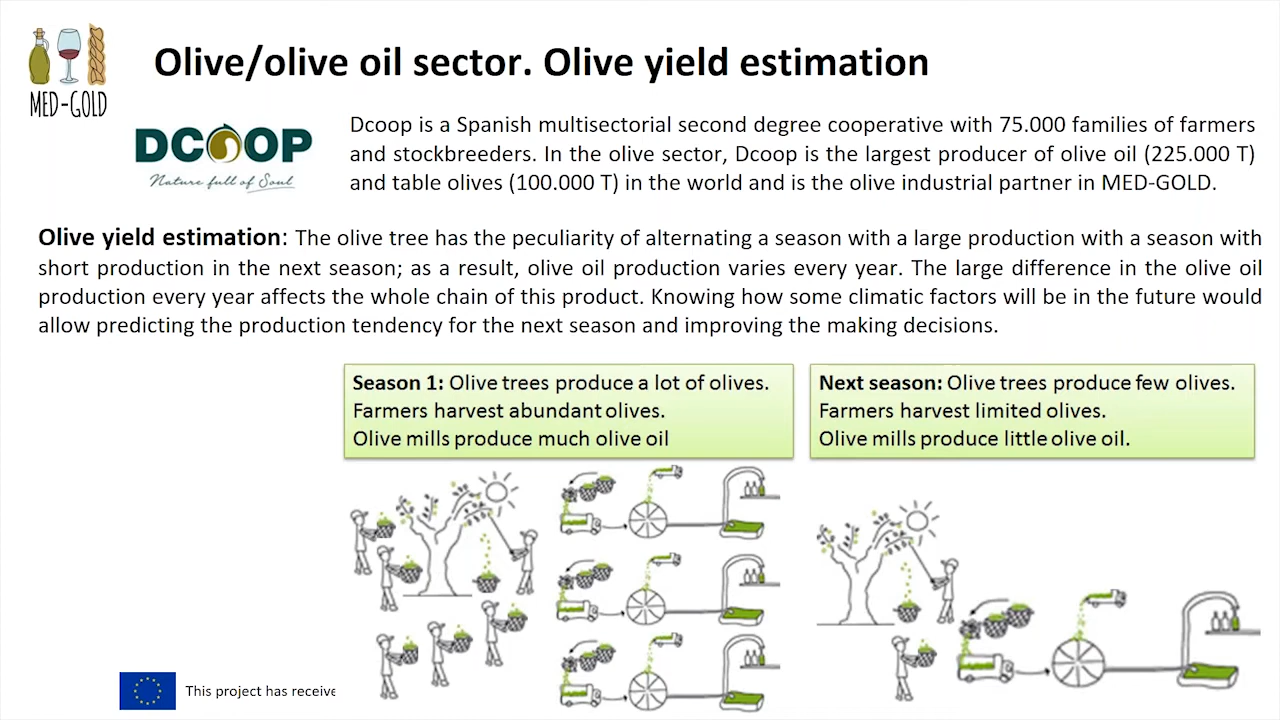 Olive/olive oil sector. Olive yield estimation
MED-GOLD
DCOOP
Nature full of Soul
Dcoop is a Spanish multisectorial second degree cooperative with 75.000 families of farmers
and stockbreeders. In the olive sector, Dcoop is the largest producer of olive oil (225.000 T)
and table olives (100.000 T) in the world and is the olive industrial partner in MED-GOLD.
Olive yield estimation: The olive tree has the peculiarity of alternating a season with a large production with a season with
short production in the next season; as a result, olive oil production varies every year. The large difference in the olive oil
production every year affects the whole chain of this product. Knowing how some climatic factors will be in the future would
allow predicting the production tendency for the next season and improving the making decisions.
Season 1: Olive trees produce a lot of olives.
Farmers harvest abundant olives.
Olive mills produce much olive oil
Next season: Olive trees produce few olives.
Farmers harvest limited olives.
Olive mills produce little olive oil.
This project has receive